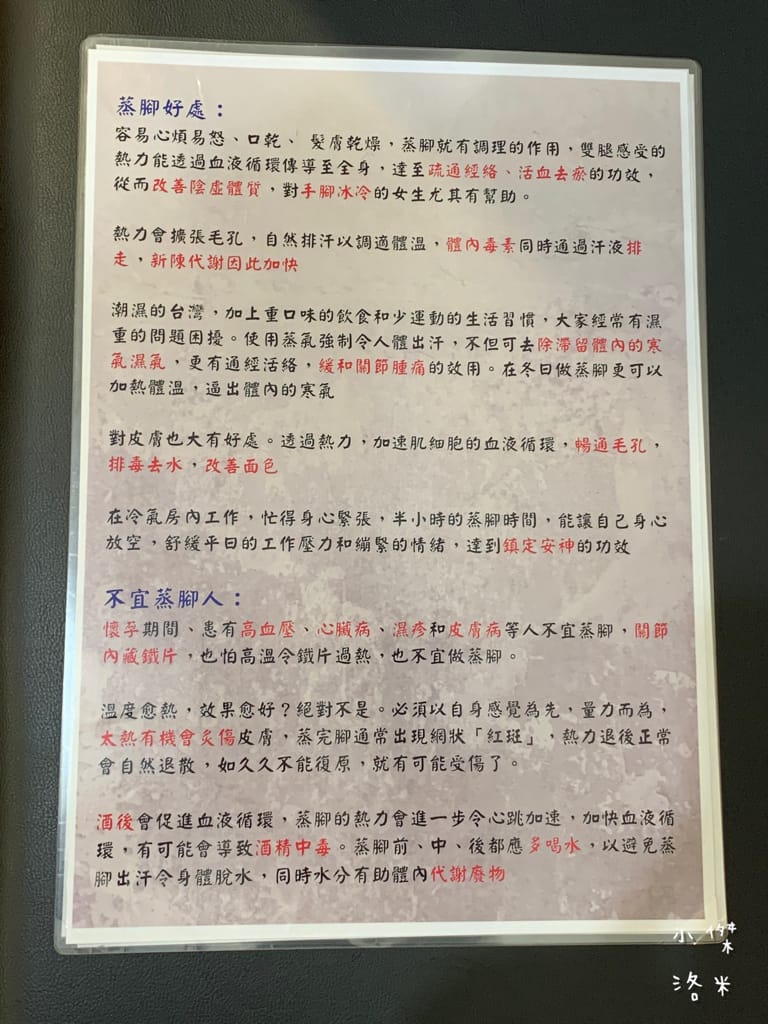 蒸腳好處：
容易心煩易怒、口乾、 髮膚乾燥，蒸腳就有調理的作用，雙腿感受的
熱力能透過血液循環傳導至全身，達至疏通經絡、活血去瘀的功效，
從而改善陰虛體質，對手腳冰冷的女生尤其有幫助。
熱力會擴張毛孔，自然排汗以調適體溫，體內毒素同時通過汗液排
走，新陳代謝因此加快
潮濕的台灣，加上重口味的飲食和少運動的生活習慣，大家經常有濕
重的問題困擾。使用蒸氣強制令人體出汗，不但可去除滯留體內的寒
氣濕氣，更有通經活絡，緩和關節腫痛的效用。在冬日做蒸腳更可以
加熱體溫，逼出體內的寒氣
對皮膚也大有好處。透過熱力，加速肌細胞的血液循環，暢通毛孔，
排毒去水，改善面色
在冷氣房內工作，忙得身心緊張，半小時的蒸腳時間，能讓自己身心
放空，舒緩平日的工作壓力和繃緊的情緒，達到鎮定安神的功效
不宜蒸腳人：
懷孕期間、患有高血壓、心臟病、濕疹和皮膚病等人不宜蒸腳，關節
內藏鐵片，也怕高溫令鐵片過熱，也不宜做蒸腳。
溫度愈熱，效果愈好？絕對不是。必須以自身感覺為先，量力而為，
太熱有機會炙傷皮膚，蒸完腳通常出現網狀「紅斑」，熱力退後正常
會自然退散，如久久不能復原，就有可能受傷了。
酒後會促進血液循環，蒸腳的熱力會進一步令心跳加速，加快血液循
環，有可能會導致酒精中毒。蒸腳前、中、後都應多喝水，以避免蒸
腳出汗令身體脫水，同時水分有助體內代謝廢物
小傑
洛米